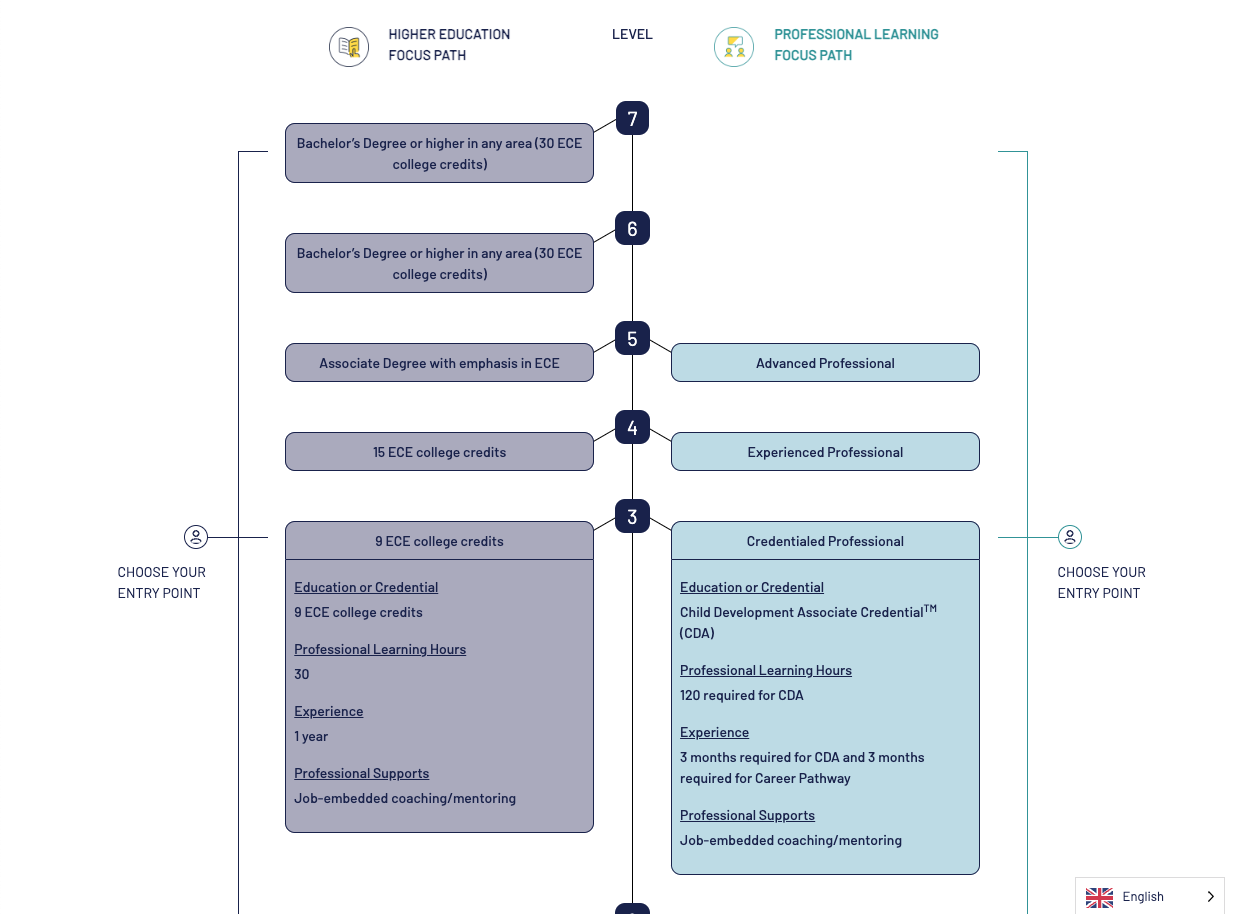 HIGHER EDUCATION
FOCUS PATH
LEVEL
PROFESSIONAL LEARNING
FOCUS PATH
7
Bachelor's Degree or higher in any area (30 ECE
college credits)
6
Bachelor's Degree or higher in any area (30 ECE
college credits)
5
Associate Degree with emphasis in ECE
Advanced Professional
4
15 ECE college credits
Experienced Professional
3
9 ECE college credits
Education or Credential
9 ECE college credits
Professional Learning Hours
30
Experience
1 year
Professional Supports
Job-embedded coaching/mentoring
Credentialed Professional
Education or Credential
Child Development Associate Credential™
(CDA)
Professional Learning Hours
120 required for CDA
Experience
3 months required for CDA and 3 months
required for Career Pathway
Professional Supports
Job-embedded coaching/mentoring
CHOOSE YOUR
ENTRY POINT
CHOOSE YOUR
ENTRY POINT
English